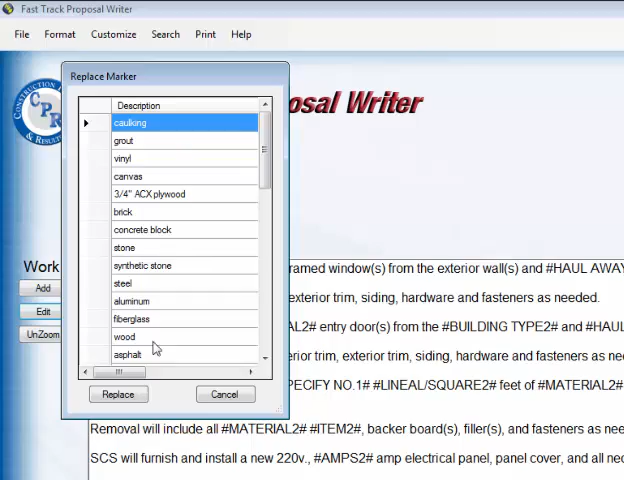 Fast Track Proposal Writer
File Format Customize Search Print Help
Replace Marker
CONSTRUCTION
CPR
& RESULTS
osal Writer
Description
caulking
grout
vinyl
canvas
3/4" ACX plywood
brick
concrete block
stone
synthetic stone
steel
aluminum
fiberglass
wood
asphalt
Replace Cancel
Work
Add
Edit
UnZoom
ramed window(s) from the exterior wall(s) and #HAUL AWAY
exterior trim, siding, hardware and fasteners as needed.
AL2# entry door(s) from the #BUILDING TYPE2# and #HAU
erior trim, exterior trim, siding, hardware and fasteners as nee
PECIFY NO.1# #LINEAL/SQUARE2# feet of #MATERIAL2#
Removal will include all #MATERIAL2# #ITEM2#, backer board(s), filler(s), and fasteners as nee
SCS will furnish and install a new 220v., #AMPS2# amp electrical panel, panel cover, and all nec